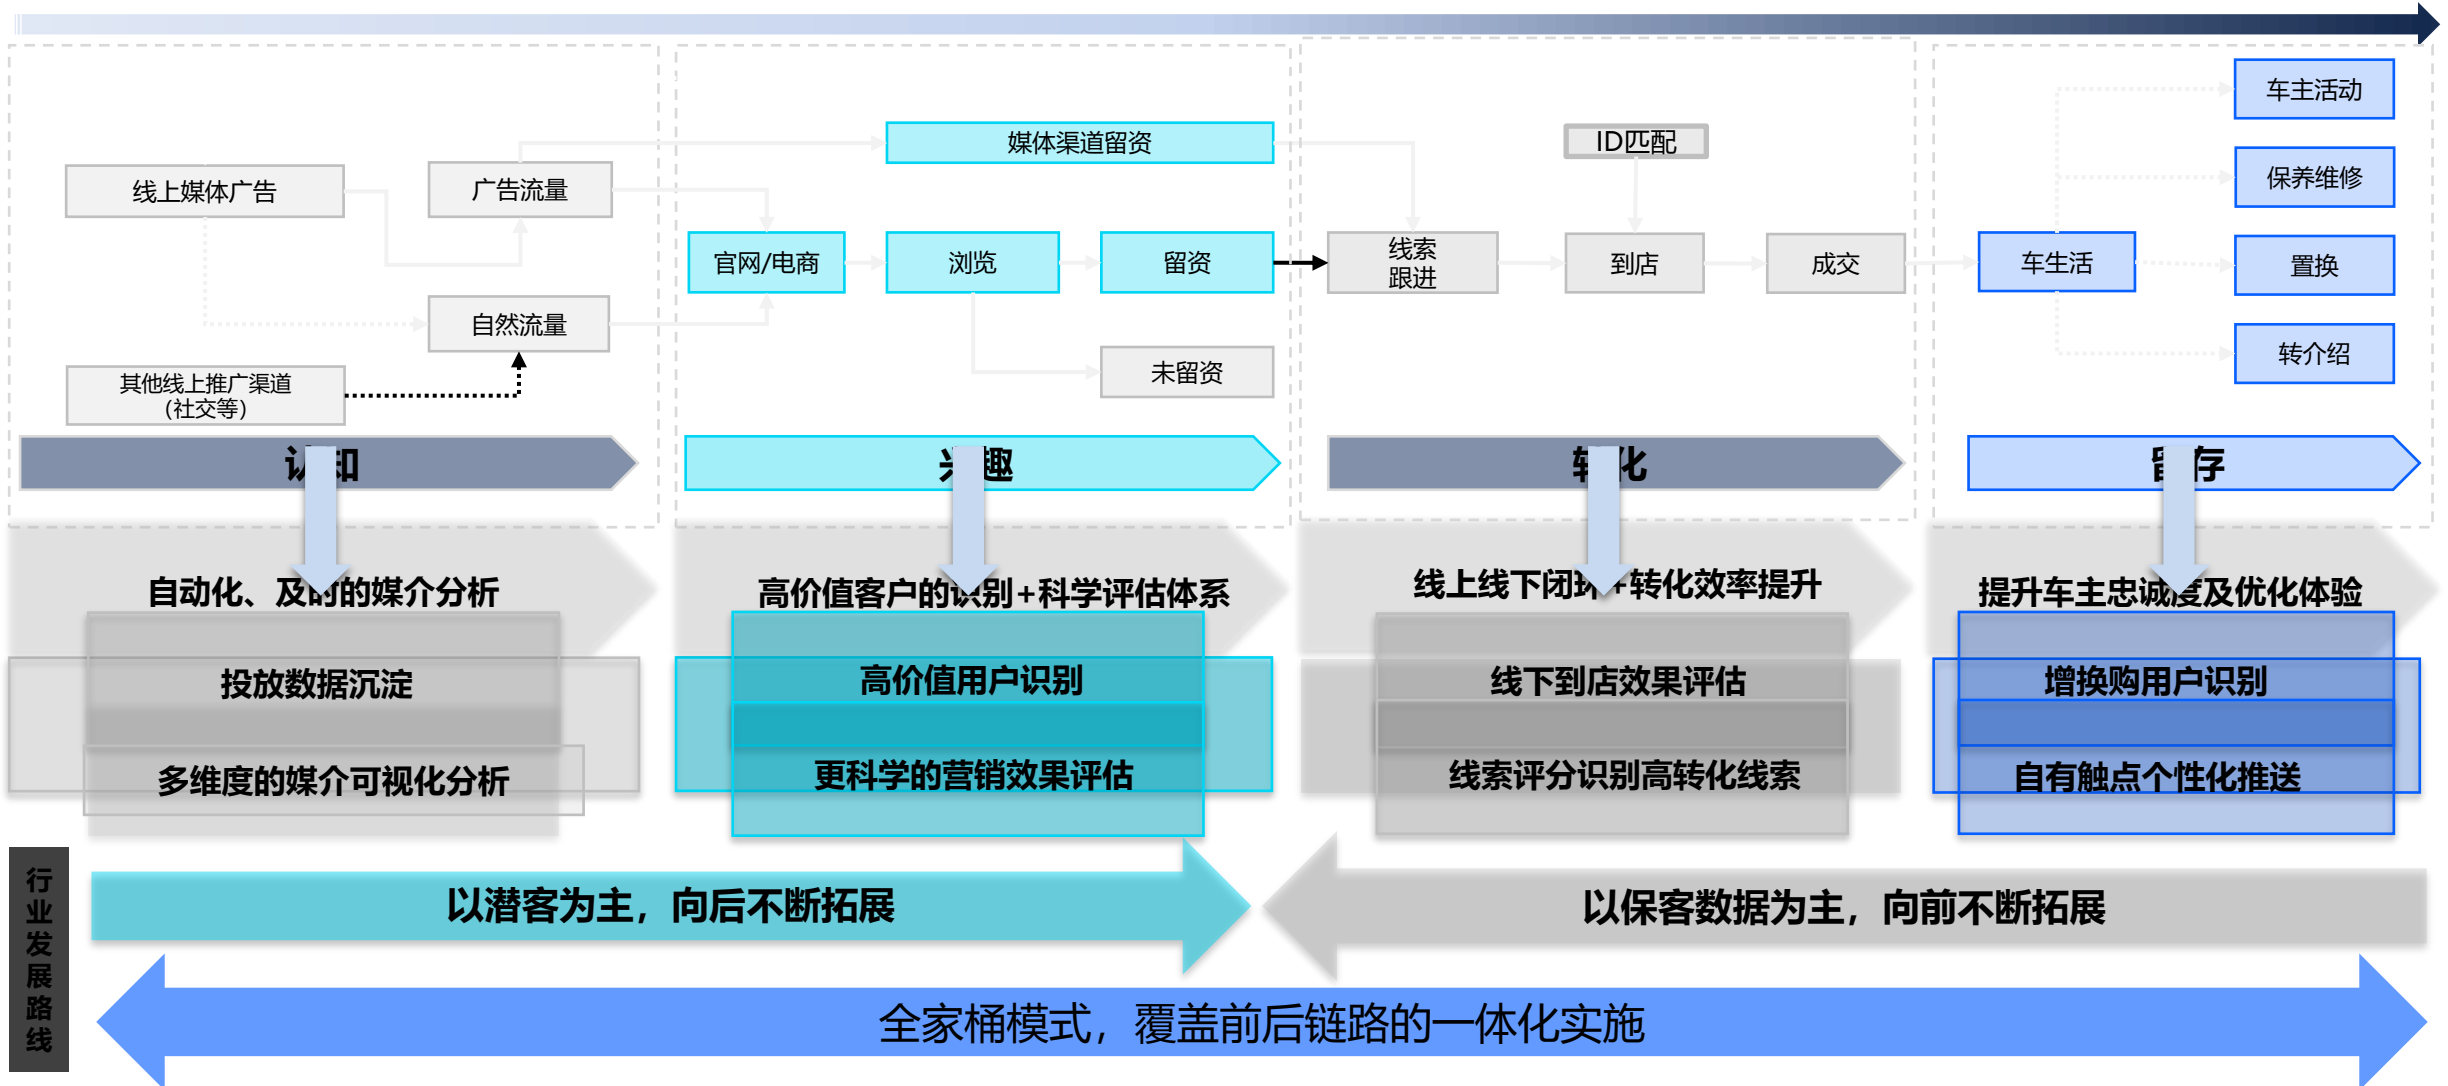 车主活动
媒体渠道留资
ID匹配
线上媒体广告
广告流量
保养维修
官网/电商
浏览
留资
线索
跟进
到店
成交
车生活
置换
自然流量
未留资
转介绍
其他线上推广渠道
(社交等)
认知
兴趣
转化
留存
自动化、及时的媒介分析
高价值客户的识别+科学评估体系
线上线下闭环+转化效率提升
提升车主忠诚度及优化体验
投放数据沉淀
高价值用户识别
线下到店效果评估
增换购用户识别
多维度的媒介可视化分析
更科学的营销效果评估
线索评分识别高转化线索
自有触点个性化推送
行业发展路线
以潜客为主，向后不断拓展
以保客数据为主，向前不断拓展
全家桶模式，覆盖前后链路的一体化实施